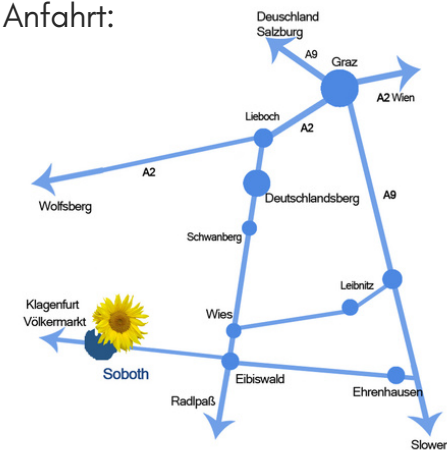 Anfahrt:
Deuschland
Salzburg
A9
Graz
A2 Wien
Lieboch
A2
A2
Wolfsberg
Deutschlandsberg
A9
Schwanberg
Leibnitz
Klagenfurt
Völkermarkt
Wies
Soboth
Eibiswald
Ehrenhausen
Radlpaß
Slower